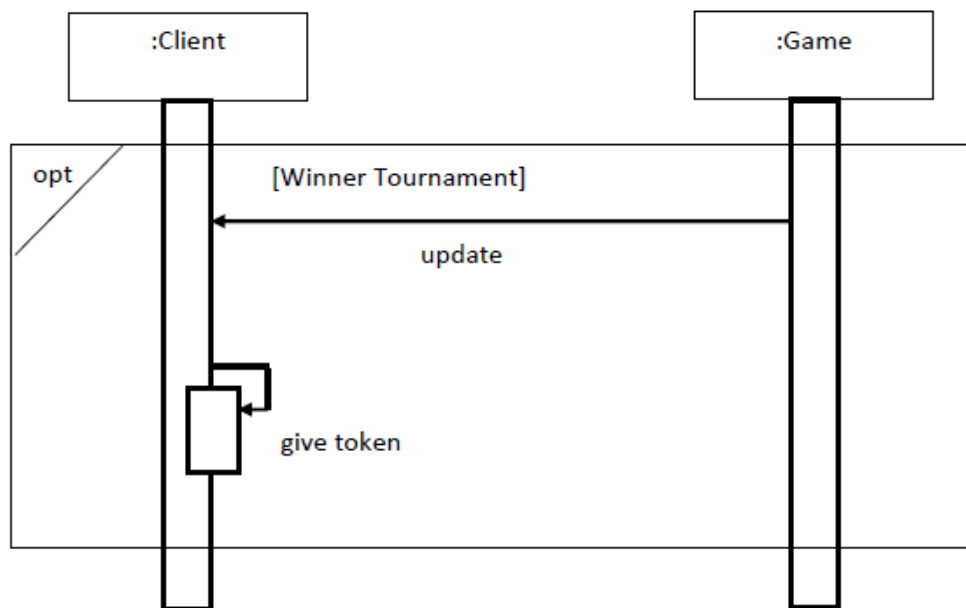 :Client
:Game
opt
[Winner Tournament]
update
give token